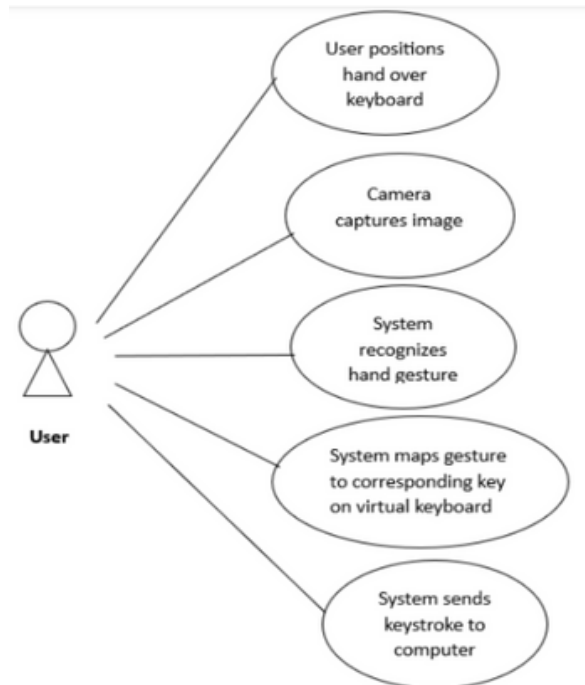 User positions
hand over
keyboard
Camera
captures image
System
recognizes
hand gesture
User
System maps gesture
to corresponding key
on virtual keyboard
System sends
keystroke to
computer